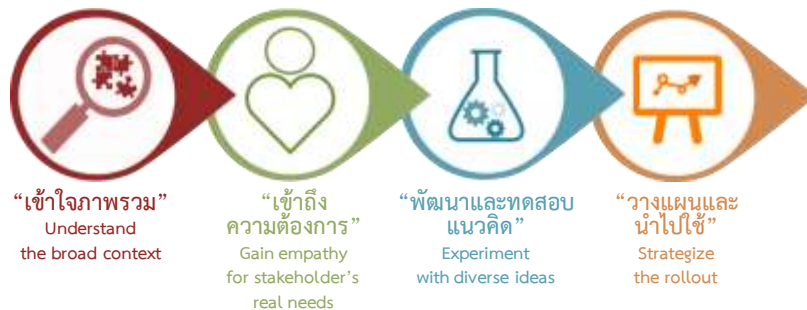 “เข้าใจภาพรวม”
Understand
the broad context
“เข้าถึง
ความต้องการ”
Gain empathy
for stakeholder’s
real needs
“พัฒนาและทดสอบ
แนวคิด”
Experiment
with diverse ideas
“วางแผนและ
นำไปใช้”
Strategize
the rollout